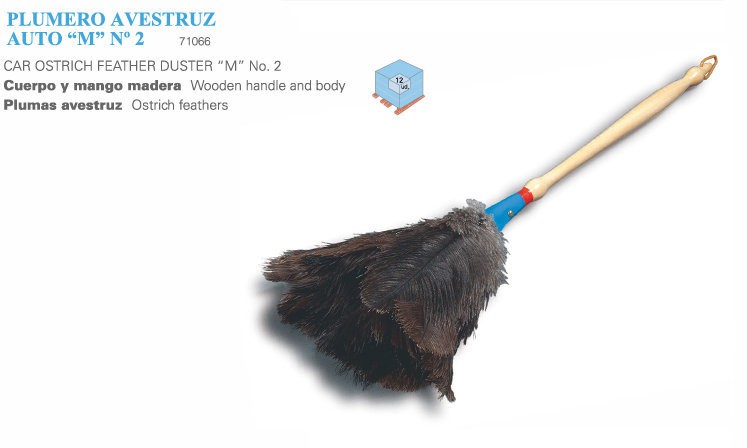 PLUMERO AVESTRUZ
AUTO “M” Nº 2 71066
CAR OSTRICH FEATHER DUSTER “M” No. 2
Cuerpo y mango madera Wooden handle and body
Plumas avestruz Ostrich feathers
12
ud.